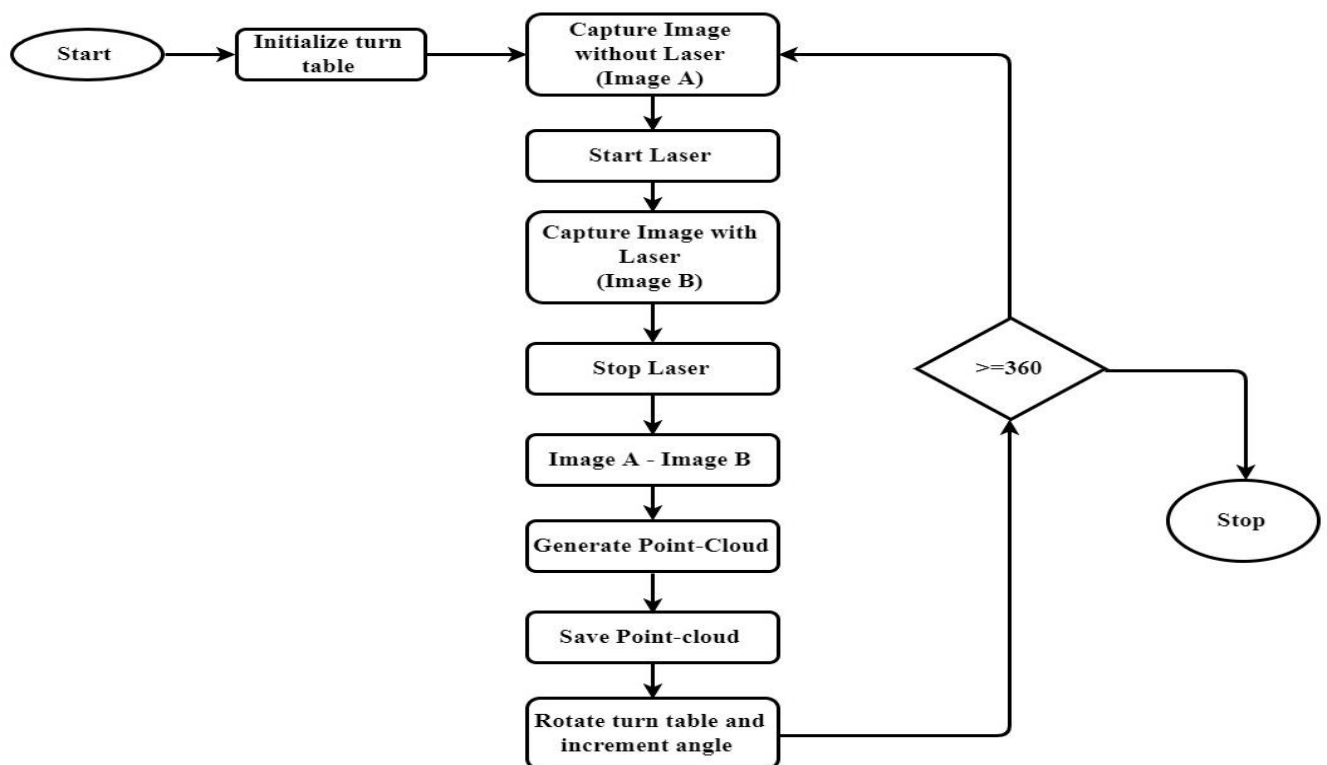 Start
Initialize turn
table
Capture Image
without Laser
(Image A)
Start Laser
Capture Image with
Laser
(Image B)
Stop Laser
Image A - Image B
Generate Point-Cloud
Save Point-cloud
Rotate turn table and
increment angle
>=360
Stop